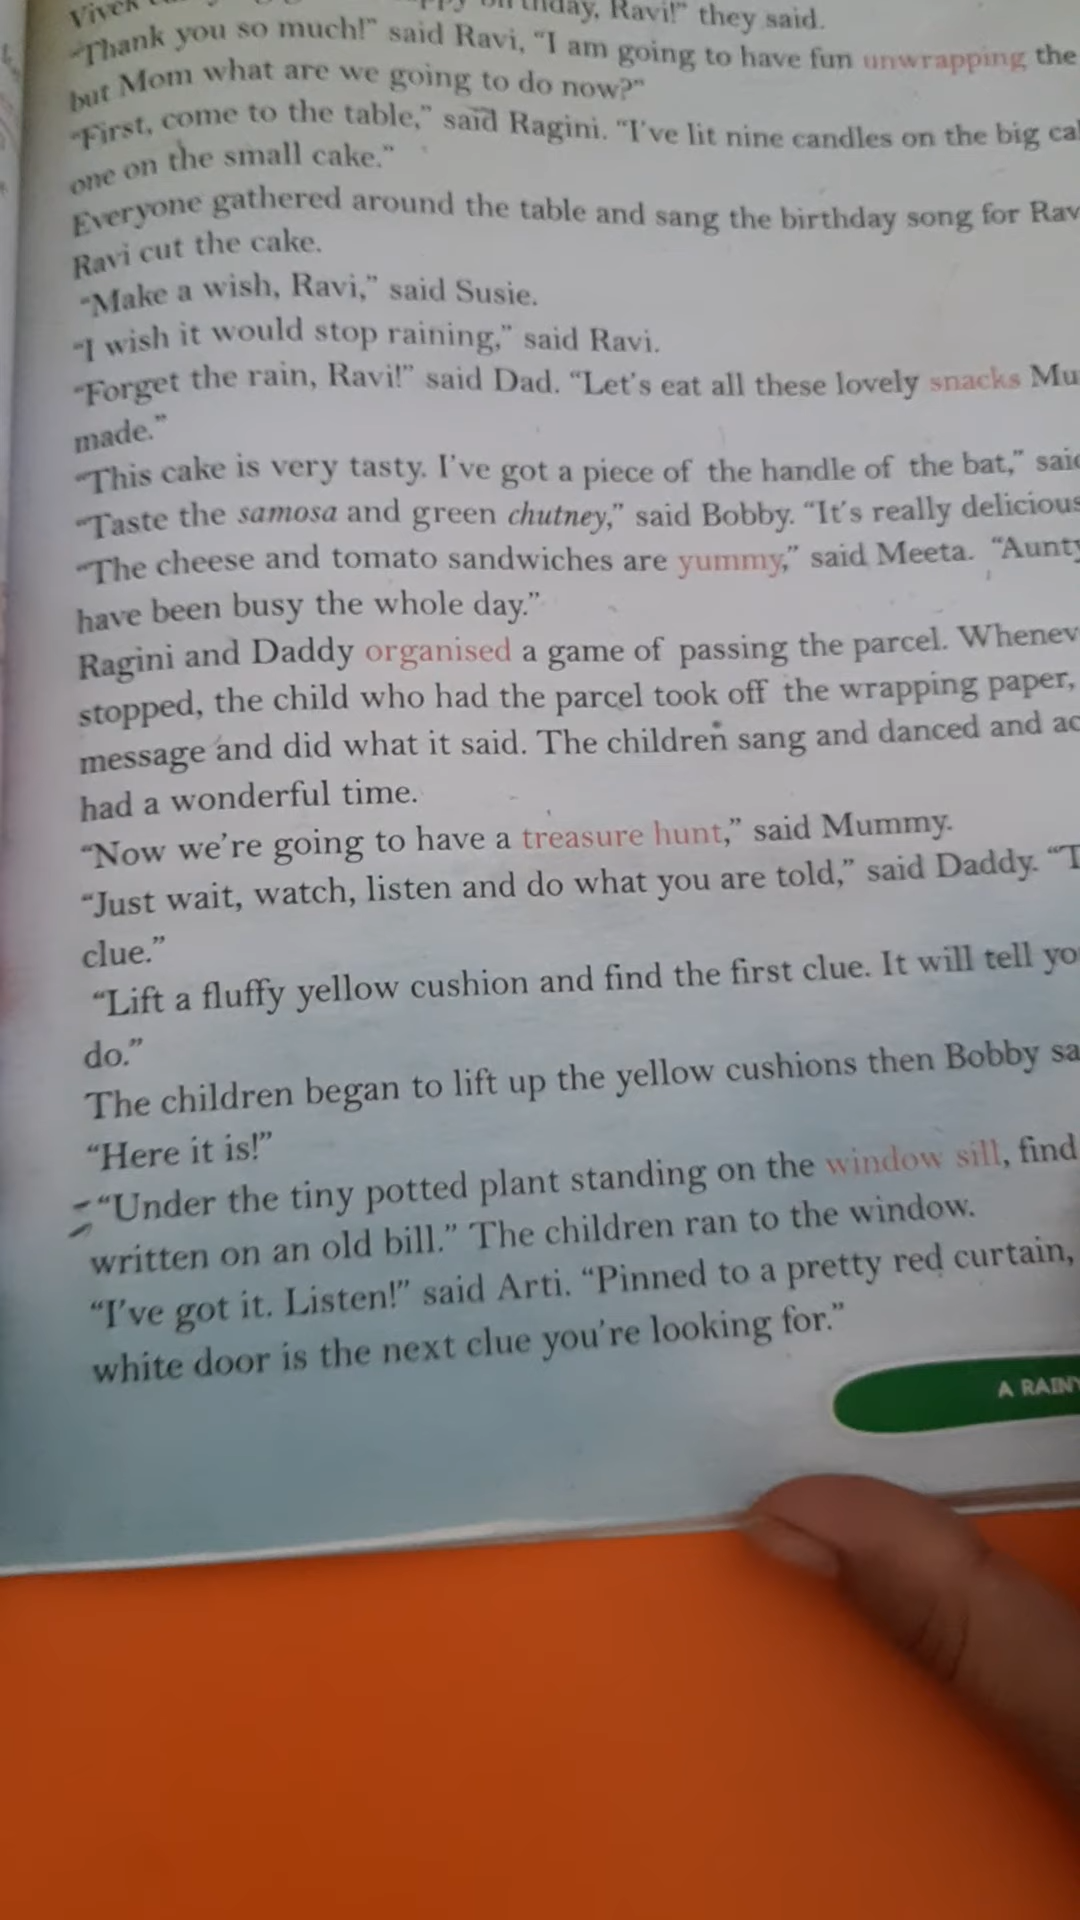 birthday, Ravi!” they said.
“Thank you so much!” said Ravi, “I am going to have fun unwrapping the
but Mom what are we going to do now?”
“First, come to the table,” said Ragini. “I’ve lit nine candles on the big
one on the small cake.”
Everyone gathered around the table and sang the birthday song for
Ravi cut the cake.
“Make a wish, Ravi,” said Susie.
“I wish it would stop raining,” said Ravi.
“Forget the rain, Ravi!” said Dad. “Let’s eat all these lovely snacks
made.”
“This cake is very tasty. I’ve got a piece of the handle of the bat,”
“Taste the samosa and green chutney,” said Bobby. “It’s really delicious
“The cheese and tomato sandwiches are yummy,” said Meeta. “Aunty
have been busy the whole day.”
Ragini and Daddy organised a game of passing the parcel.
stopped, the child who had the parcel took off the wrapping paper,
message and did what it said. The children sang and danced and
had a wonderful time.
“Now we’re going to have a treasure hunt,” said Mummy.
“Just wait, watch, listen and do what you are told,” said Daddy.
clue.”
“Lift a fluffy yellow cushion and find the first clue. It will tell
do.”
The children began to lift up the yellow cushions then Bobby
“Here it is!”
“Under the tiny potted plant standing on the window sill, find
written on an old bill.” The children ran to the window.
“I’ve got it. Listen!” said Arti. “Pinned to a pretty red curtain,
white door is the next clue you’re looking for.”
A RAINY